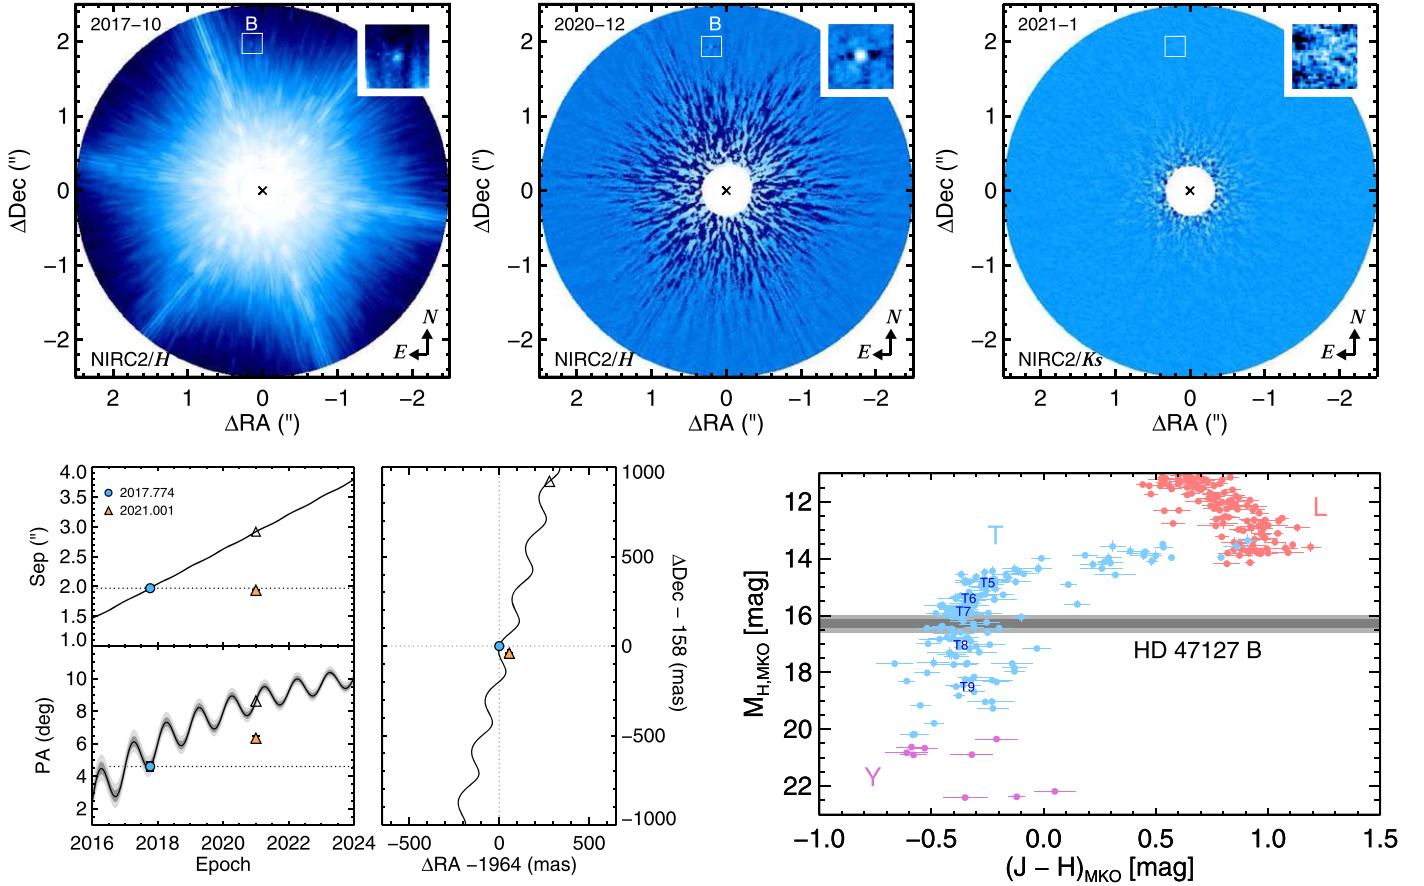 2017−10
B
NIRC2/H
N
E
2
1
0
−1
−2
ΔDec (")
2 1 0 −1 −2
ΔRA (")
2020−12
B
NIRC2/H
N
E
2
1
0
−1
−2
ΔDec (")
2 1 0 −1 −2
ΔRA (")
2021−1
NIRC2/Ks
N
E
2
1
0
−1
−2
ΔDec (")
2 1 0 −1 −2
ΔRA (")
4.0
3.5
3.0
2.5
2.0
1.5
1.0
Sep (")
2017.774
2021.001
10
8
6
4
2
PA (deg)
2016 2018 2020 2022 2024
Epoch
1000
500
0
−500
−1000
ΔDec − 158 (mas)
−500 0 500
ΔRA −1964 (mas)
12
14
16
18
20
22
MH,MKO [mag]
L
T
T5
T6
T7
T8
T9
Y
HD 47127 B
−1.0 −0.5 0.0 0.5 1.0 1.5
(J − H)MKO [mag]